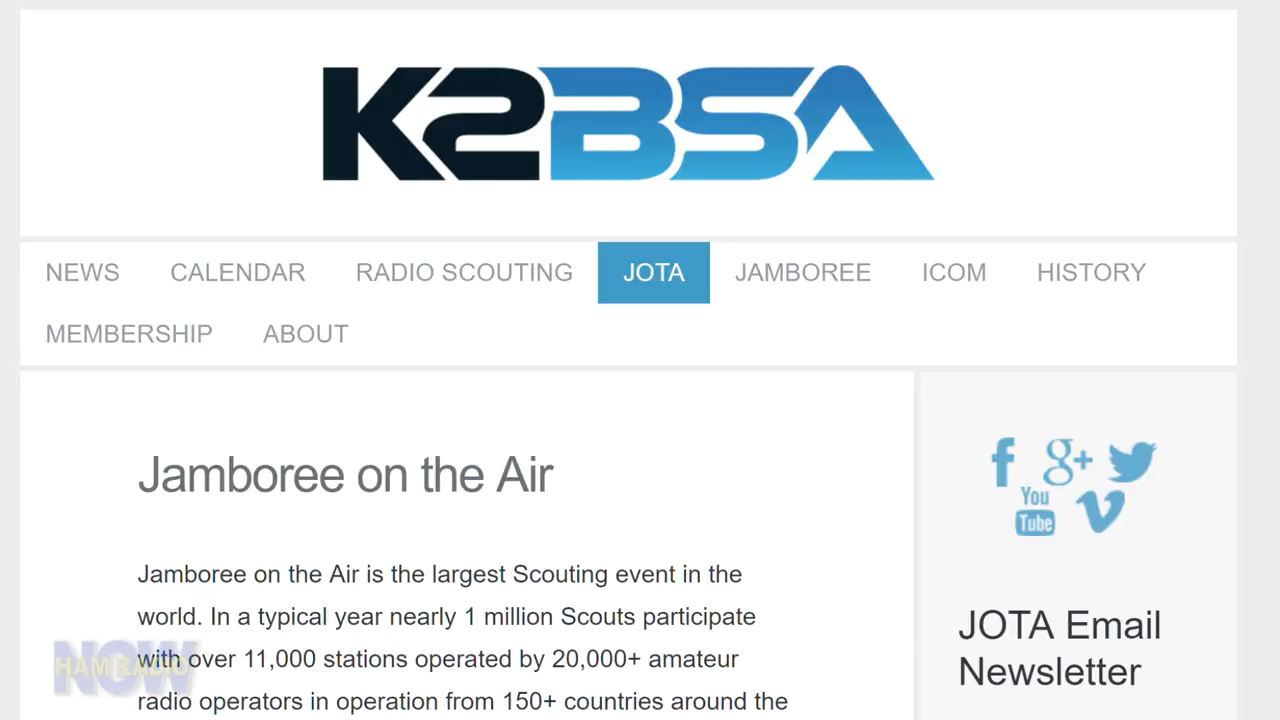 K2BSA
NEWS CALENDAR RADIO SCOUTING JOTA JAMBOREE ICOM HISTORY
MEMBERSHIP ABOUT
Jamboree on the Air
Jamboree on the Air is the largest Scouting event in the
world. In a typical year nearly 1 million Scouts participate
with over 11,000 stations operated by 20,000+ amateur
radio operators in operation from 150+ countries around the
f g+
You
Tube
JOTA Email
Newsletter
NOW
HAM RADIO